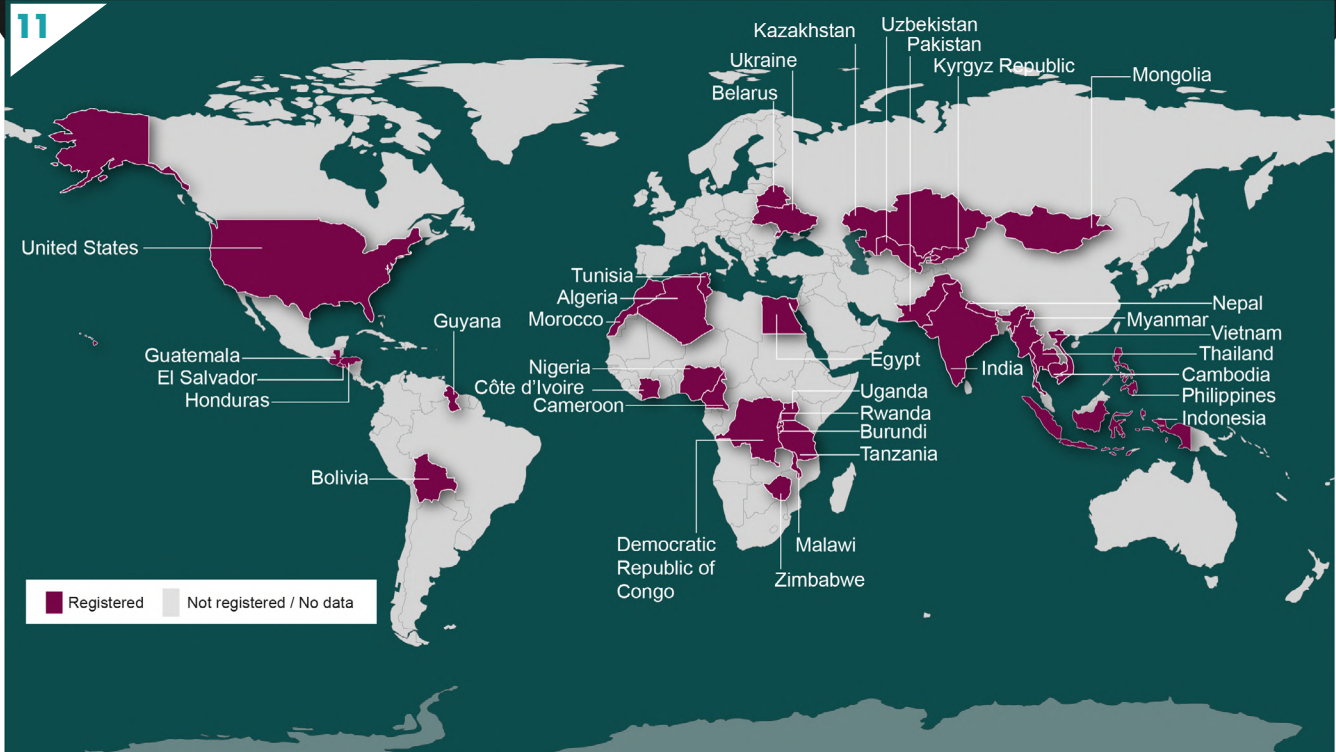 11
Kazakhstan
Uzbekistan
Pakistan
Ukraine
Kyrgyz Republic
Mongolia
Belarus
United States
Tunisia
Algeria
Morocco
Nepal
Myanmar
Vietnam
Guyana
Guatemala
El Salvador
Honduras
Nigeria
Côte d’Ivoire
Cameroon
Egypt
India
Thailand
Cambodia
Philippines
Indonesia
Uganda
Rwanda
Burundi
Tanzania
Bolivia
Democratic
Republic of
Congo
Malawi
Zimbabwe
Registered
Not registered / No data